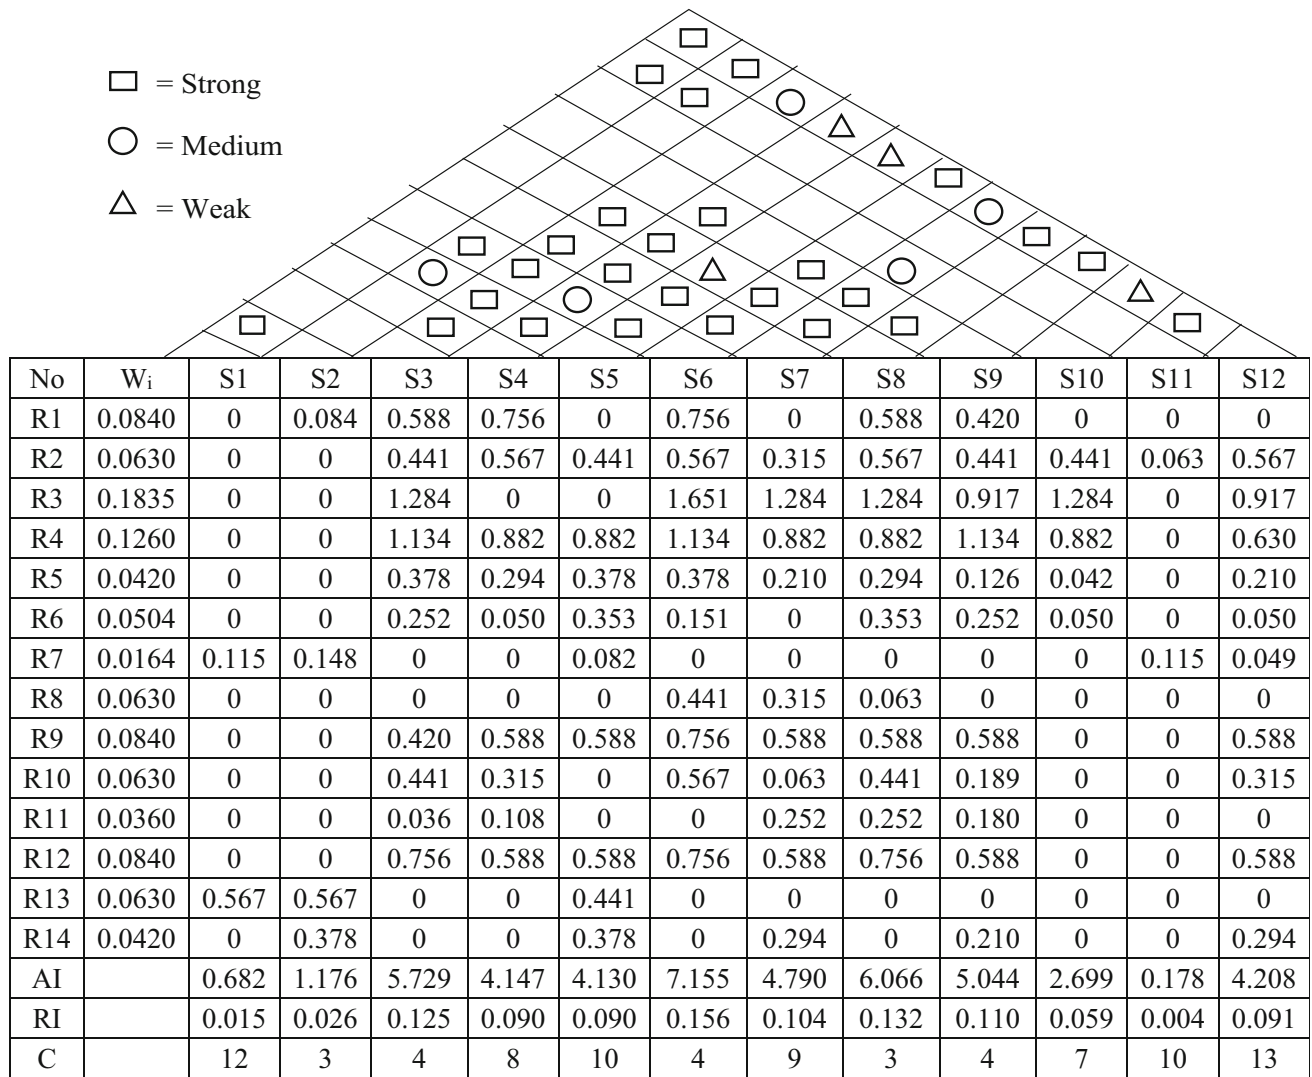 = Strong
= Medium
= Weak
No Wi S1 S2 S3 S4 S5 S6 S7 S8 S9 S10 S11 S12
R1 0.0840 0 0.084 0.588 0.756 0 0.756 0 0.588 0.420 0 0 0
R2 0.0630 0 0 0.441 0.567 0.441 0.567 0.315 0.567 0.441 0.441 0.063 0.567
R3 0.1835 0 0 1.284 0 0 1.651 1.284 1.284 0.917 1.284 0 0.917
R4 0.1260 0 0 1.134 0.882 0.882 1.134 0.882 0.882 1.134 0.882 0 0.630
R5 0.0420 0 0 0.378 0.294 0.378 0.378 0.210 0.294 0.126 0.042 0 0.210
R6 0.0504 0 0 0.252 0.050 0.353 0.151 0 0.353 0.252 0.050 0 0.050
R7 0.0164 0.115 0.148 0 0 0.082 0 0 0 0 0 0.115 0.049
R8 0.0630 0 0 0 0 0 0.441 0.315 0.063 0 0 0 0
R9 0.0840 0 0 0.420 0.588 0.588 0.756 0.588 0.588 0.588 0 0 0.588
R10 0.0630 0 0 0.441 0.315 0 0.567 0.063 0.441 0.189 0 0 0.315
R11 0.0360 0 0 0.036 0.108 0 0 0.252 0.252 0.180 0 0 0
R12 0.0840 0 0 0.756 0.588 0.588 0.756 0.588 0.756 0.588 0 0 0.588
R13 0.0630 0.567 0.567 0 0 0.441 0 0 0 0 0 0 0
R14 0.0420 0 0.378 0 0 0.378 0 0.294 0 0.210 0 0 0.294
AI 0.682 1.176 5.729 4.147 4.130 7.155 4.790 6.066 5.044 2.699 0.178 4.208
RI 0.015 0.026 0.125 0.090 0.090 0.156 0.104 0.132 0.110 0.059 0.004 0.091
C 12 3 4 8 10 4 9 3 4 7 10 13